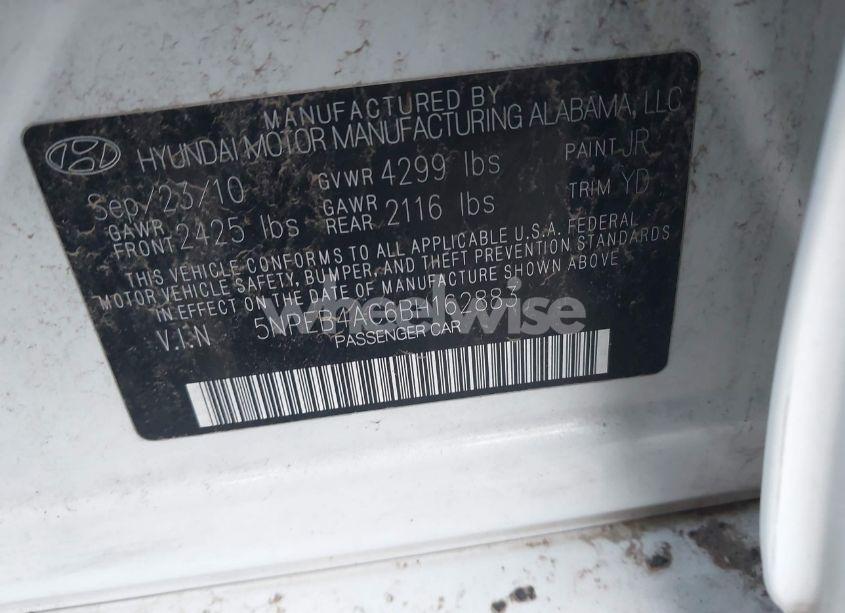 MANUFACTURED BY
HYUNDAI MOTOR MANUFACTURING ALABAMA, LLC
Sep/23/10 GVWR 4299 lbs PAINT JR
GAWR FRONT 2425 lbs GAWR REAR 2116 lbs TRIM YD
THIS VEHICLE CONFORMS TO ALL APPLICABLE U.S.A. FEDERAL
MOTOR VEHICLE SAFETY, BUMPER, AND THEFT PREVENTION STANDARDS
IN EFFECT ON THE DATE OF MANUFACTURE SHOWN ABOVE
V.I.N
PASSENGER CAR
wheelwise